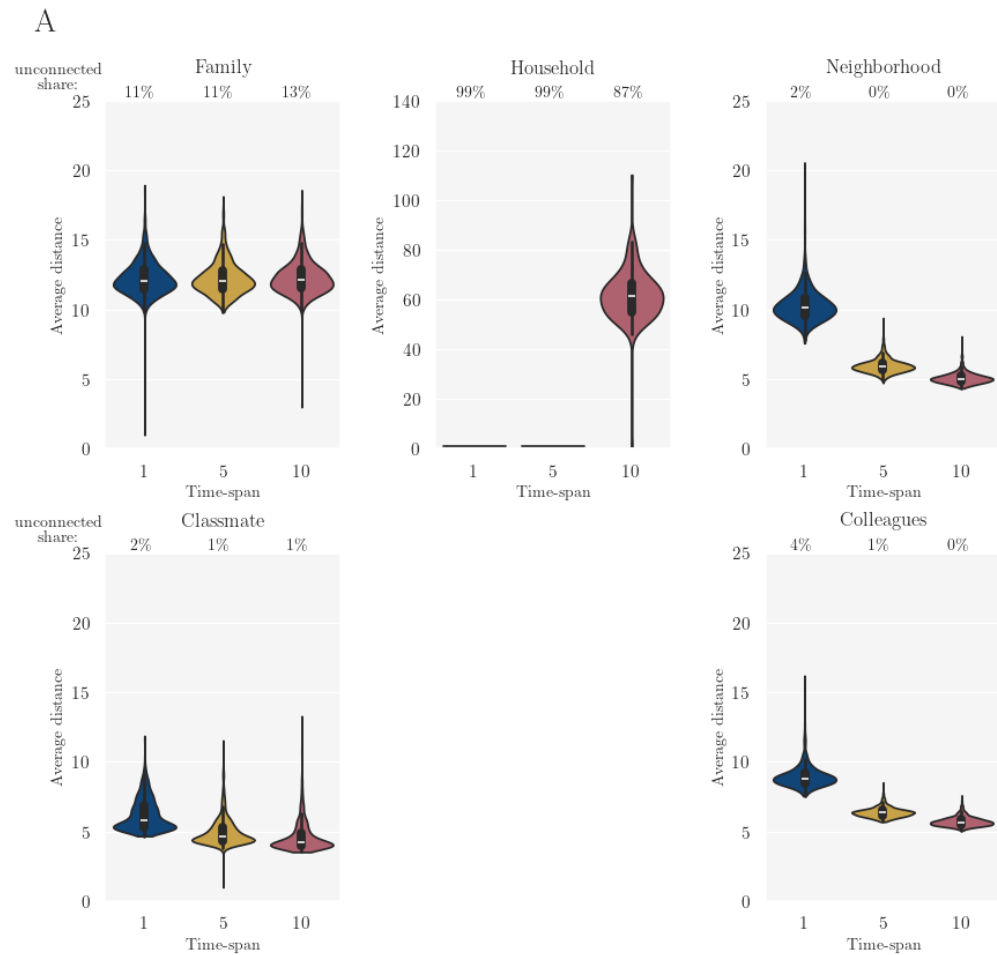 A
unconnected
share:
Family
11% 11% 13%
25
20
15
10
5
0
Average distance
1 5 10
Time-span
Household
99% 99% 87%
140
120
100
80
60
40
20
0
Average distance
1 5 10
Time-span
Neighborhood
2% 0% 0%
25
20
15
10
5
0
Average distance
1 5 10
Time-span
unconnected
share:
Classmate
2% 1% 1%
25
20
15
10
5
0
Average distance
1 5 10
Time-span
Colleagues
4% 1% 0%
25
20
15
10
5
0
Average distance
1 5 10
Time-span